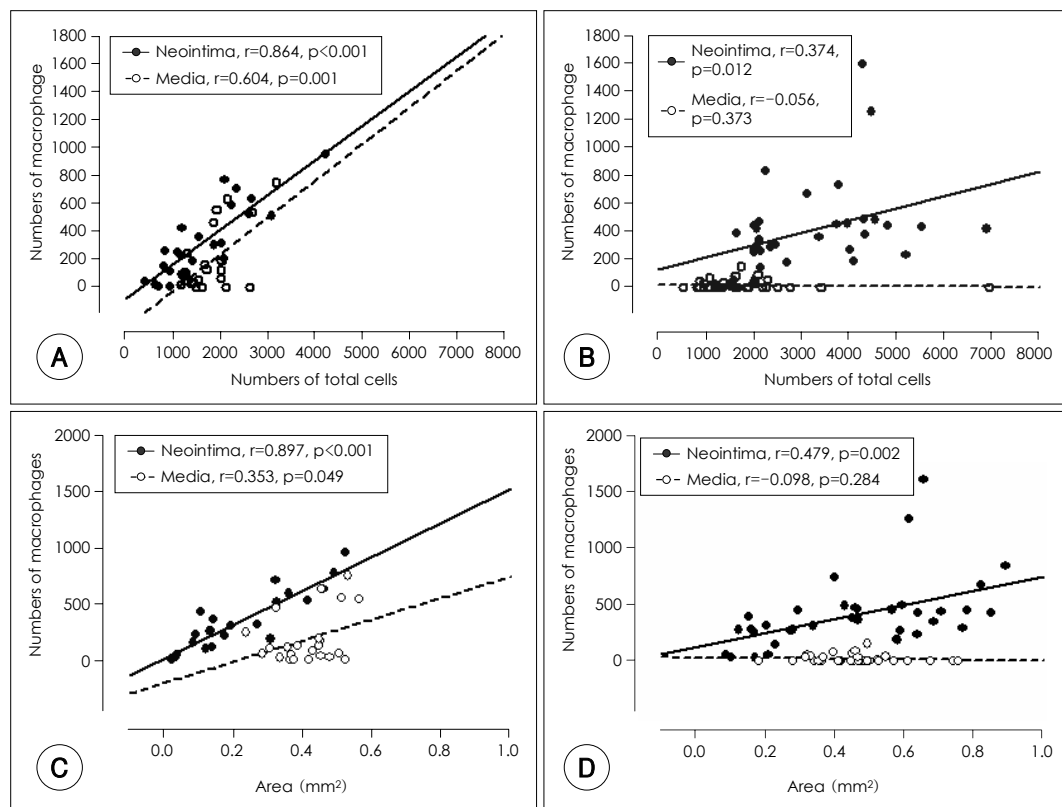 1800
1600
1400
1200
1000
800
600
400
200
0
Numbers of macrophage
Neointima, r=0.864, p<0.001
Media, r=0.604, p=0.001
0 1000 2000 3000 4000 5000 6000 7000 8000
Numbers of total cells
A
1800
1600
1400
1200
1000
800
600
400
200
0
Numbers of macrophage
Neointima, r=0.374,
p=0.012
Media, r=−0.056,
p=0.373
0 1000 2000 3000 4000 5000 6000 7000 8000
Numbers of total cells
B
2000
1500
1000
500
0
Numbers of macrophages
Neointima, r=0.897, p<0.001
Media, r=0.353, p=0.049
0.0 0.2 0.4 0.6 0.8 1.0
Area (mm²)
C
2000
1500
1000
500
0
Numbers of macrophages
Neointima, r=0.479, p=0.002
Media, r=−0.098, p=0.284
0.0 0.2 0.4 0.6 0.8 1.0
Area (mm²)
D